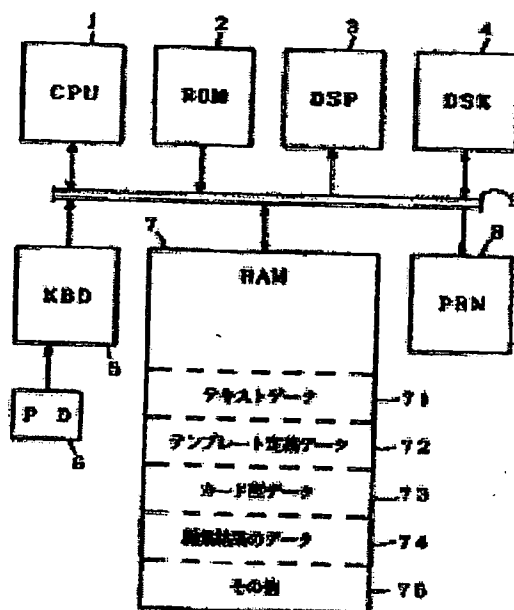 1 2 3 4
CPU ROM DSP DSK
7 8
KBD RAM PRN
5
P D
6
テキストデータ 71
テンプレート定義データ 72
カード型データ 73
編集結果のデータ 74
その他 75